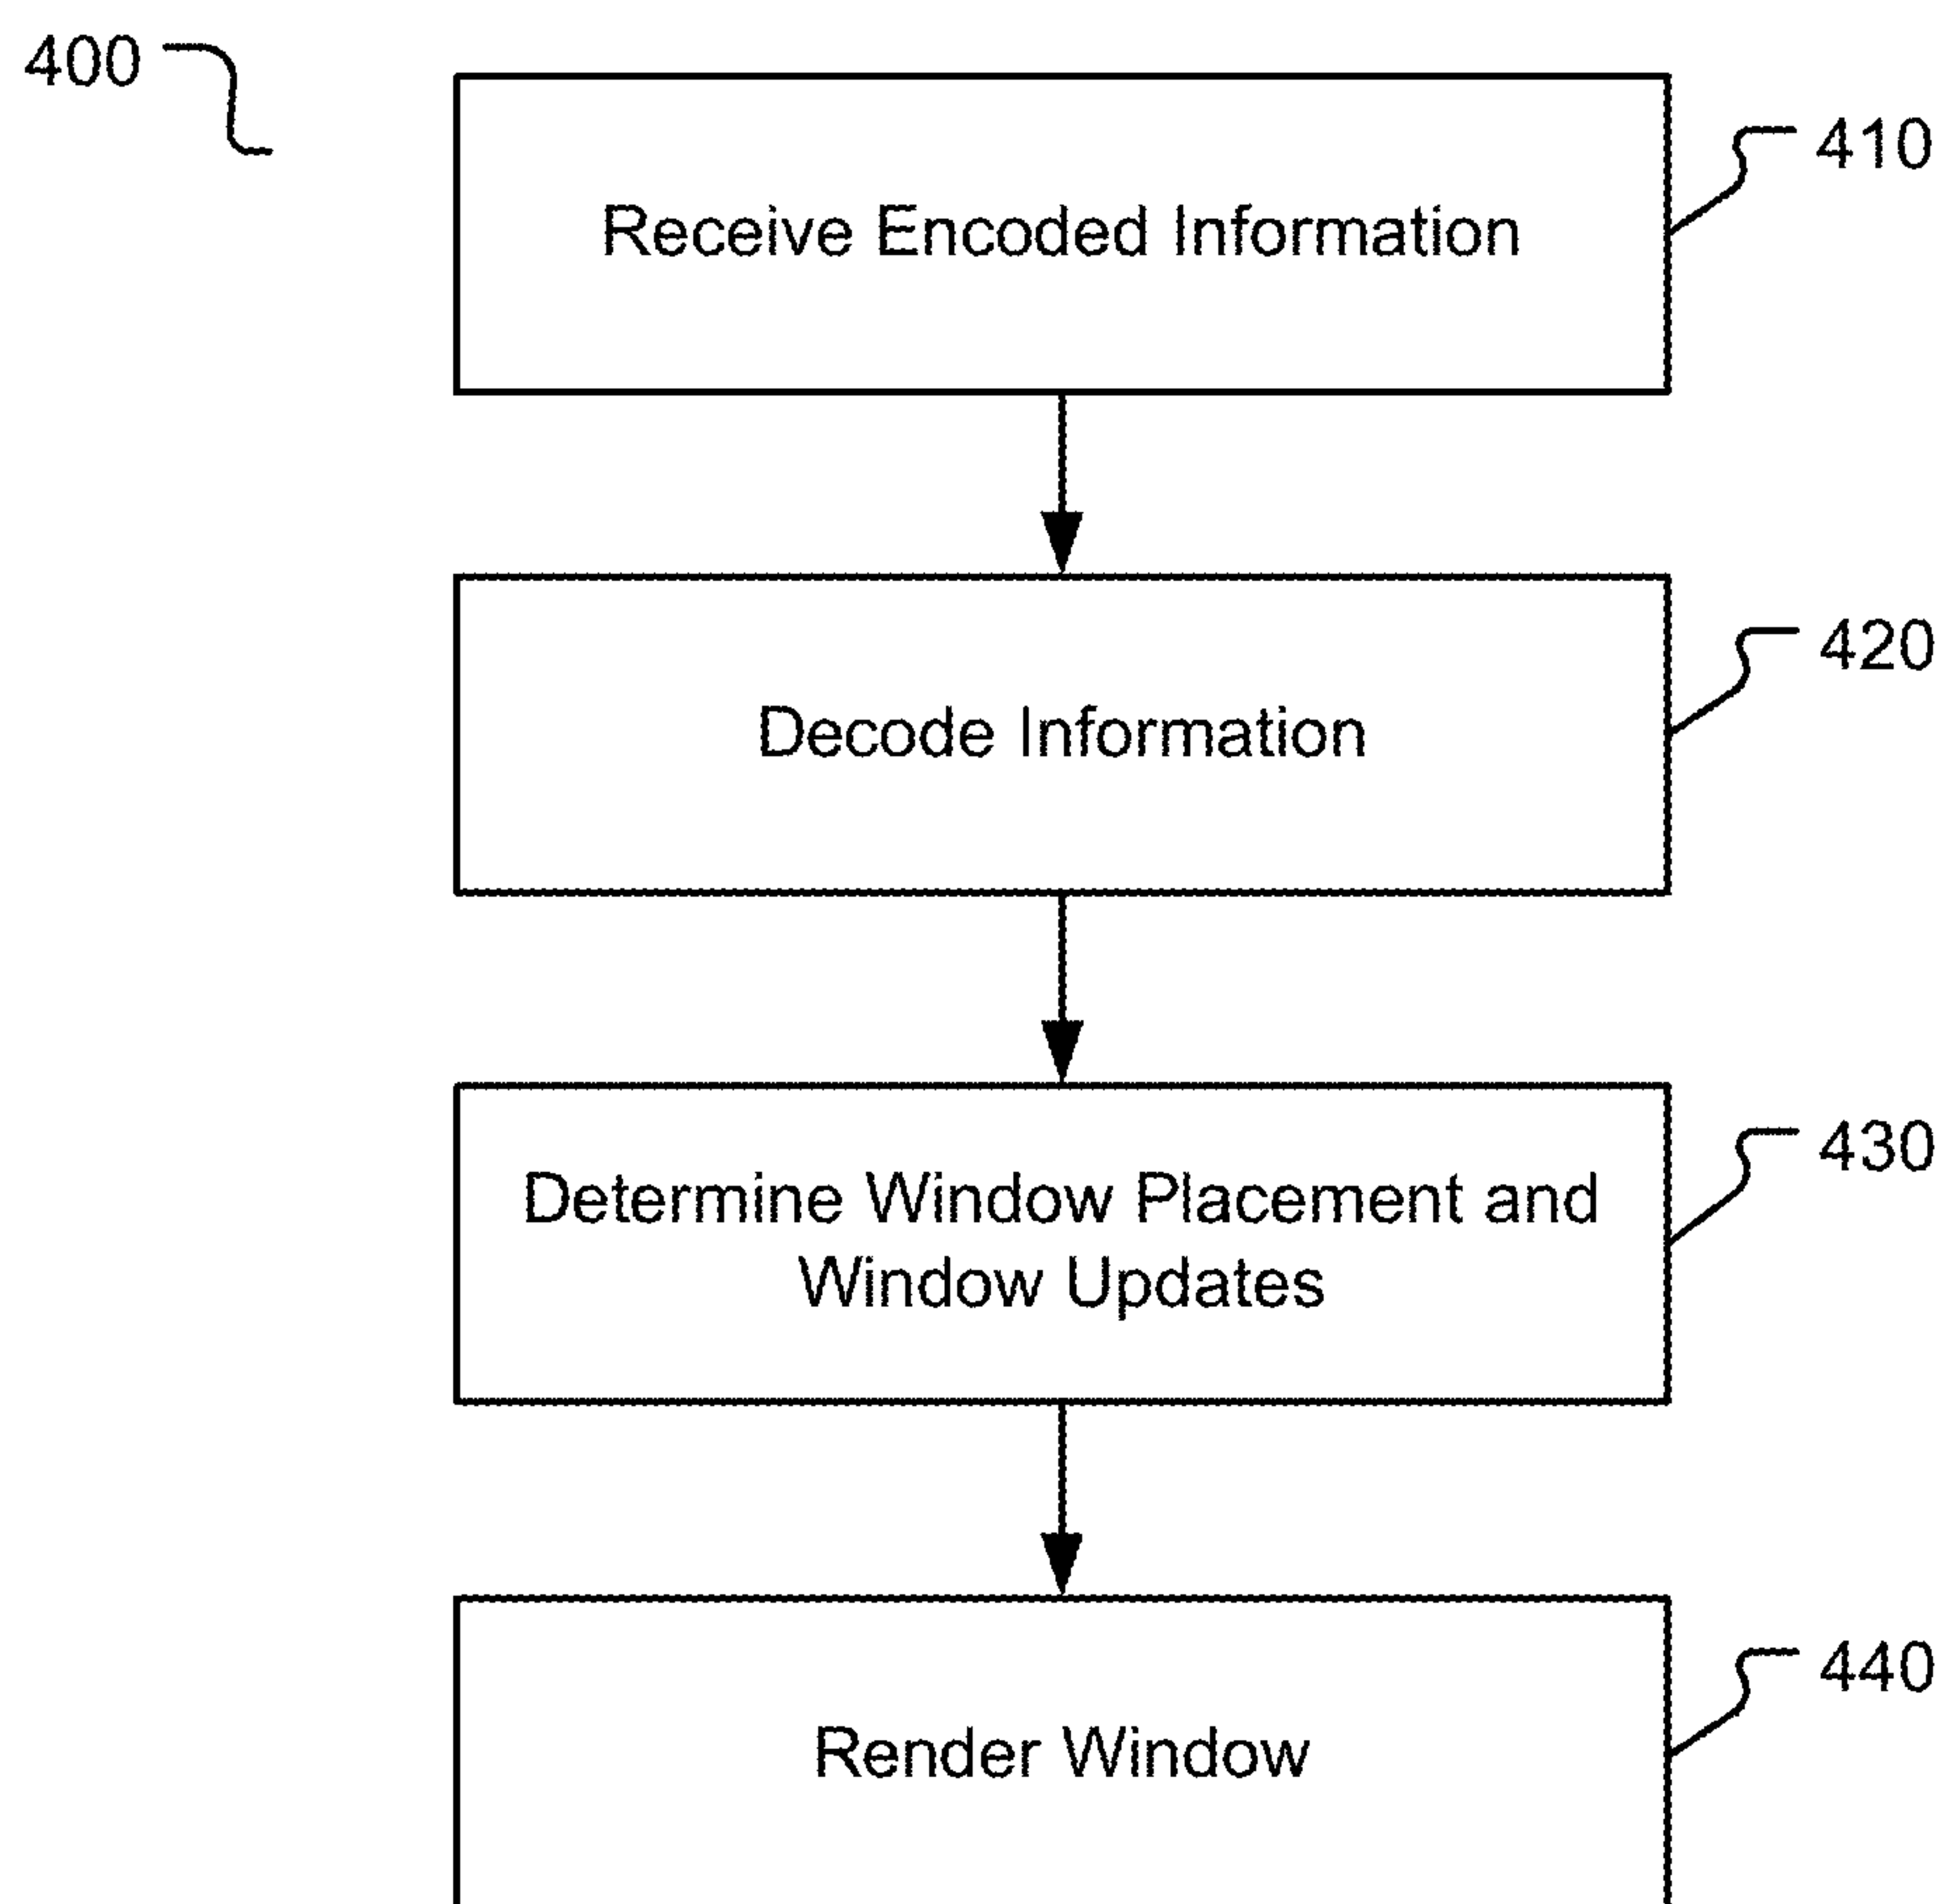 400
410
Receive Encoded Information
420
Decode Information
430
Determine Window Placement and
Window Updates
440
Render Window